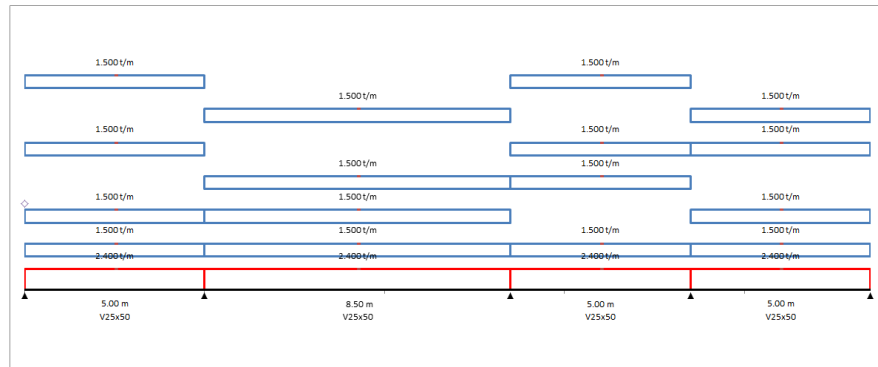 1.500 t/m 1.500 t/m
1.500 t/m 1.500 t/m
1.500 t/m 1.500 t/m 1.500 t/m
1.500 t/m 1.500 t/m
1.500 t/m 1.500 t/m 1.500 t/m
1.500 t/m 1.500 t/m 1.500 t/m 1.500 t/m
2.400 t/m 2.400 t/m 2.400 t/m 2.400 t/m
5.00 m 8.50 m 5.00 m 5.00 m
V25x50 V25x50 V25x50 V25x50